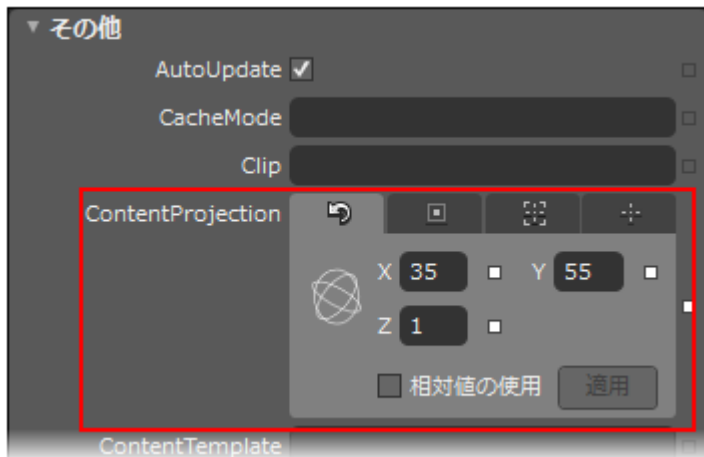 その他
AutoUpdate
CacheMode
Clip
ContentProjection
X 35 Y 55
Z 1
相対値の使用 適用
ContentTemplate